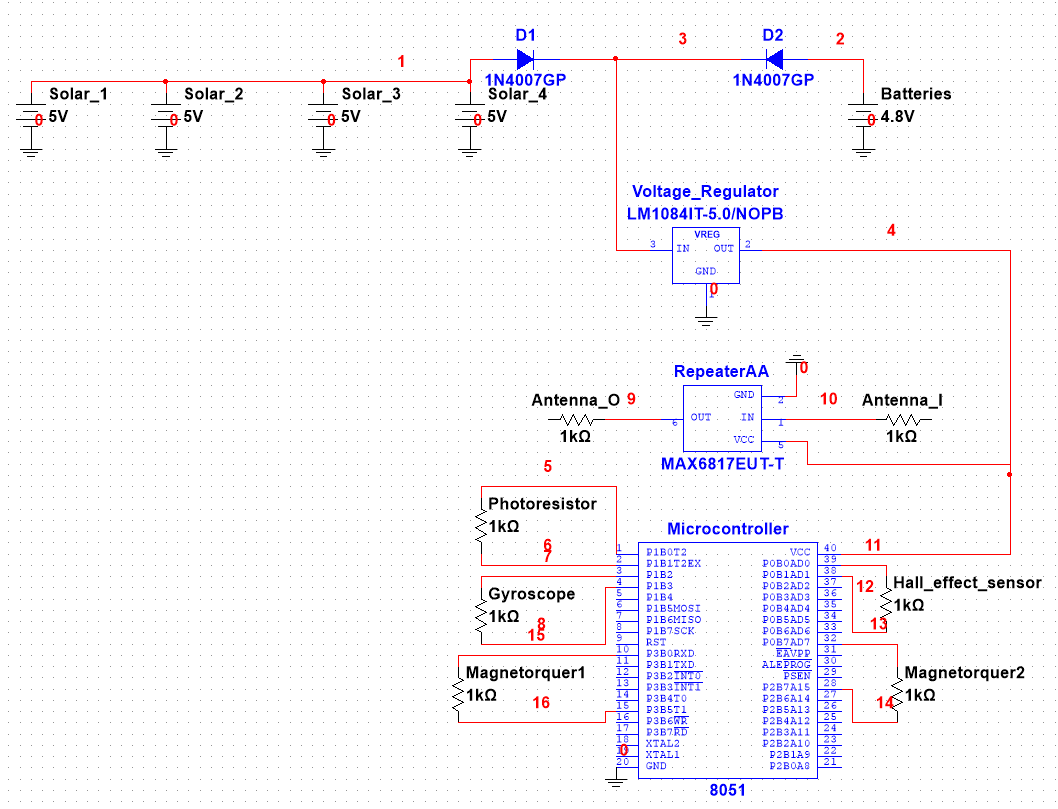 D1
D2
1
3
2
1N4007GP
1N4007GP
Solar_1
Solar_2
Solar_3
Solar_4
Batteries
0 5V
0 5V
0 5V
0 5V
0 4.8V
Voltage_Regulator
LM1084IT-5.0/NOPB
4
VREG
3
IN
OUT
2
GND
0
1
RepeaterAA
0
Antenna_O
9
GND
2
10
Antenna_I
6
OUT
IN
1
1kΩ
1kΩ
VCC
5
MAX6817EUT-T
5
Photoresistor
1kΩ
Microcontroller
6
7
11
1 P1B0T2
VCC 40
2 P1B1T2EX
P0B0AD0 39
3 P1B2
P0B1AD1 38
4 P1B3
P0B2AD2 37
5 P1B4
P0B3AD3 36
6 P1B5MOSI
P0B4AD4 35
7 P1B6MISO
P0B5AD5 34
8 P1B7SCK
P0B6AD6 33
9 RST
P0B7AD7 32
10 P3B0RXD
EAVPP 31
11 P3B1TXD
ALEPROG 30
12 P3B2INT0
PSEN 29
13 P3B3INT1
P2B7A15 28
14 P3B4T0
P2B6A14 27
15 P3B5T1
P2B5A13 26
16 P3B6WR
P2B4A12 25
17 P3B7RD
P2B3A11 24
18 XTAL2
P2B2A10 23
19 XTAL1
P2B1A9 22
20 GND
P2B0A8 21
0
Gyroscope
1kΩ
8
15
12
Hall_effect_sensor
1kΩ
13
Magnetorquer1
1kΩ
16
Magnetorquer2
14
1kΩ
8051